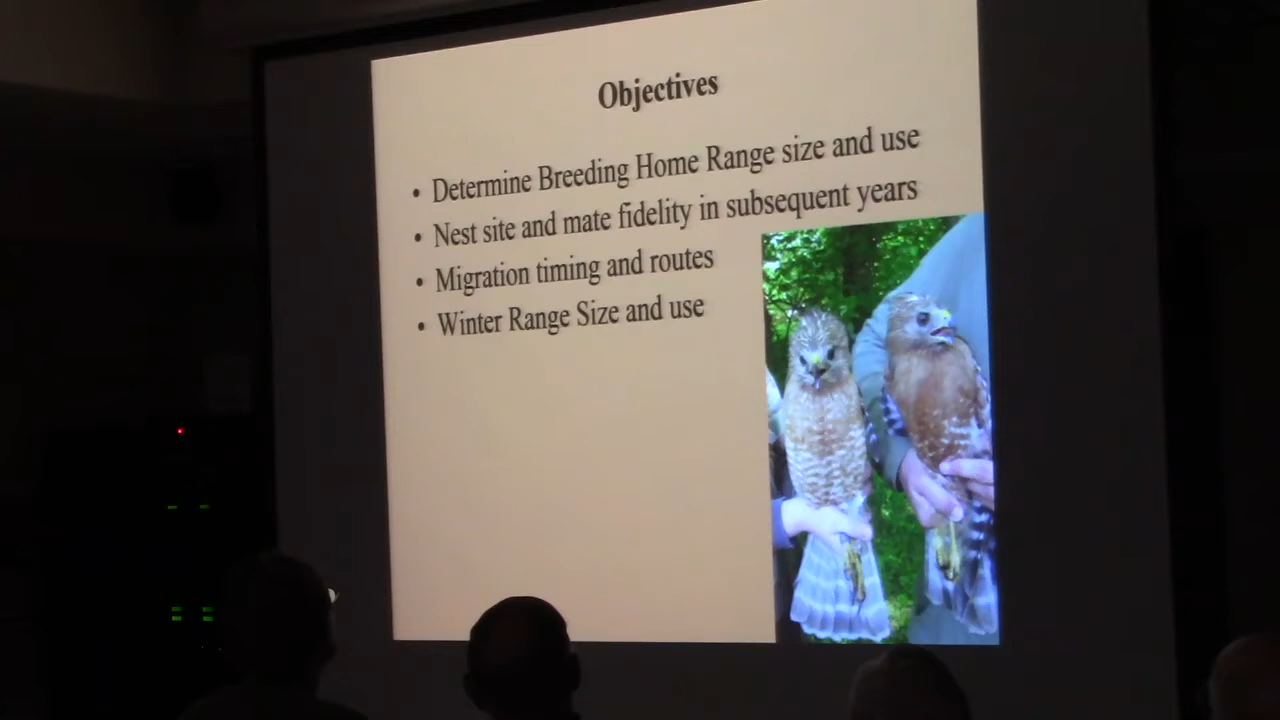 Objectives
• Determine Breeding Home Range size and use
• Nest site and mate fidelity in subsequent years
• Migration timing and routes
• Winter Range Size and use